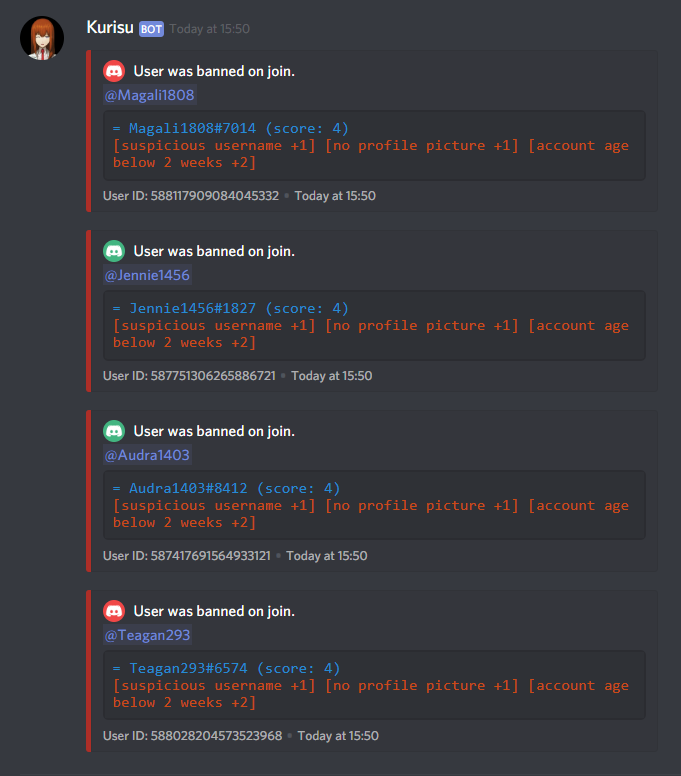 Kurisu BOT Today at 15:50
User was banned on join.
@Magali1808
= Magali1808#7014 (score: 4)
[suspicious username +1] [no profile picture +1] [account age
below 2 weeks +2]
User ID: 588117909084045332 • Today at 15:50
User was banned on join.
@Jennie1456
= Jennie1456#1827 (score: 4)
[suspicious username +1] [no profile picture +1] [account age
below 2 weeks +2]
User ID: 587751306265886721 • Today at 15:50
User was banned on join.
@Audra1403
= Audra1403#8412 (score: 4)
[suspicious username +1] [no profile picture +1] [account age
below 2 weeks +2]
User ID: 587417691564933121 • Today at 15:50
User was banned on join.
@Teagan293
= Teagan293#6574 (score: 4)
[suspicious username +1] [no profile picture +1] [account age
below 2 weeks +2]
User ID: 588028204573523968 • Today at 15:50